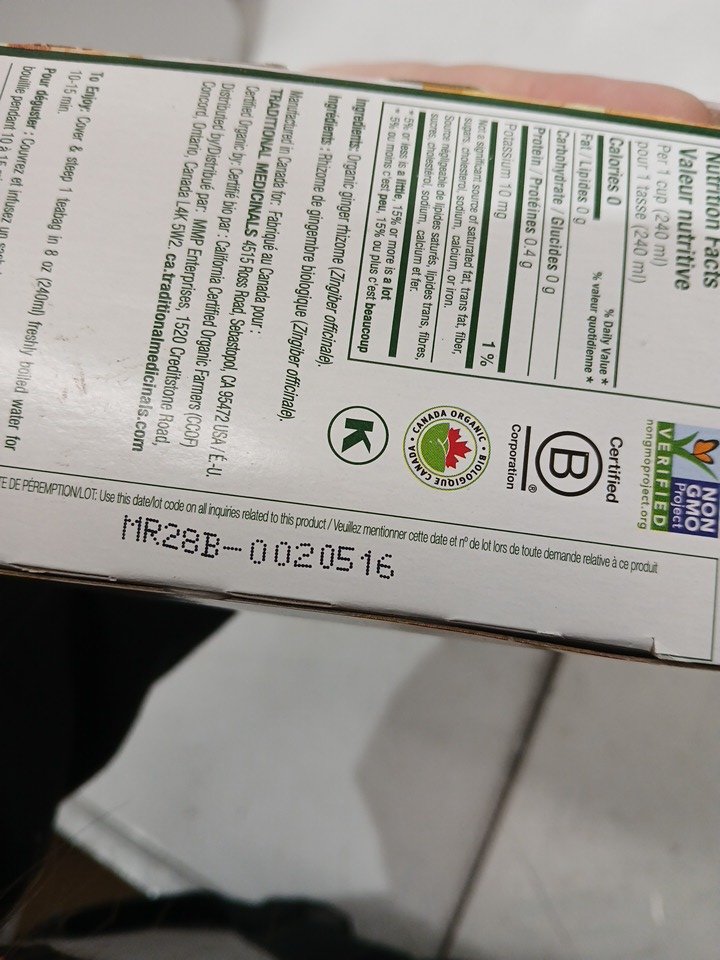 Nutrition Facts
Valeur nutritive
Per 1 cup (240 ml)
pour 1 tasse (240 ml)
Calories 0
% Daily Value *
% valeur quotidienne *
Fat / Lipides 0 g
Carbohydrate / Glucides 0 g
Protein / Protéines 0.4 g
Potassium 10 mg 1 %
Not a significant source of saturated fat, trans fat, fiber,
sugars, cholesterol, sodium, calcium, or iron.
Source négligeable de lipides saturés, lipides trans, fibres,
sucres, cholestérol, sodium, calcium et fer.
* 5% or less is a little, 15% or more is a lot
* 5% ou moins c'est peu, 15% ou plus c'est beaucoup
Ingredients: Organic ginger rhizome (Zingiber officinale).
Ingrédients : Rhizome de gingembre biologique (Zingiber officinale).
Manufactured in Canada for: Fabriqué au Canada pour :
TRADITIONAL MEDICINALS 4515 Ross Road, Sebastopol, CA 95472 USA / É.-U.
Certified Organic by: Certifié bio par : California Certified Organic Farmers (CCOF)
Distributed by/Distribué par: MMP Enterprises, 1520 Creditstone Road,
Concord, Ontario, Canada L4K 5W2. ca.traditionalmedicinals.com
To Enjoy: Cover & steep 1 teabag in 8 oz (240ml) freshly boiled water for
10-15 min.
Pour déguster : Couvrez et infusez un
bouillie pendant 10 à 15
NON
GMO
Project
VERIFIED
nongmoproject.org
Certified
B
Corporation
®
CANADA ORGANIC • BIOLOGIQUE CANADA •
K
TE DE PÉREMPTION/LOT: Use this date/lot code on all inquiries related to this product / Veuillez mentionner cette date et nº de lot lors de toute demande relative à ce produit
MR28B-0020516